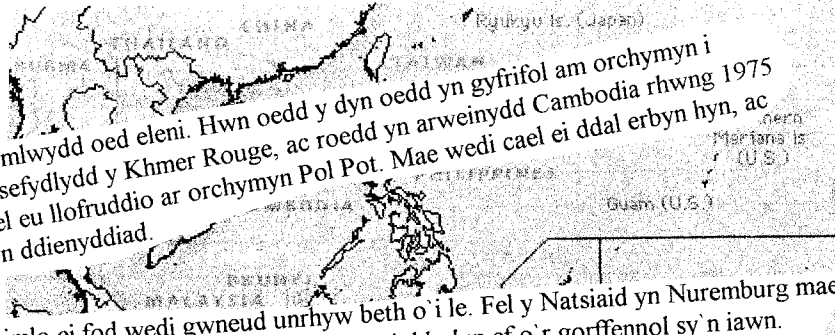 CHINA
Ryukyu Is. (Japan)
THAILAND
TAIWAN
mlwydd oed eleni. Hwn oedd y dyn oedd yn gyfrifol am orchymyn i
sefydlydd y Khmer Rouge, ac roedd yn arweinydd Cambodia rhwng 1975
el eu llofruddio ar orchymyn Pol Pot. Mae wedi cael ei ddal erbyn hyn, ac
n ddienyddiad.
nern
Mariana Is
(U.S.)
PHILIPPINES
Guam (U.S.)
BRUNEI
MALAYSIA
ei fod wedi gwneud unrhyw beth o`i le. Fel y Natsiaid yn Nuremburg mae
o`r gorffennol sy`n iawn.